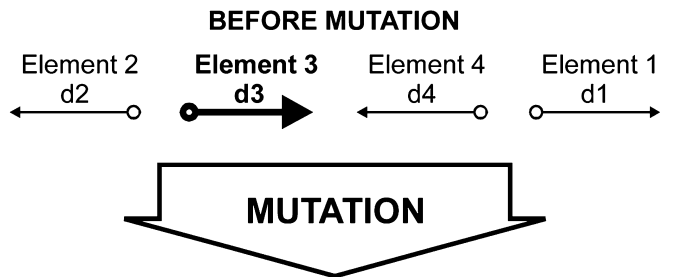 BEFORE MUTATION
Element 2 Element 3 Element 4 Element 1
d2 d3 d4 d1
MUTATION